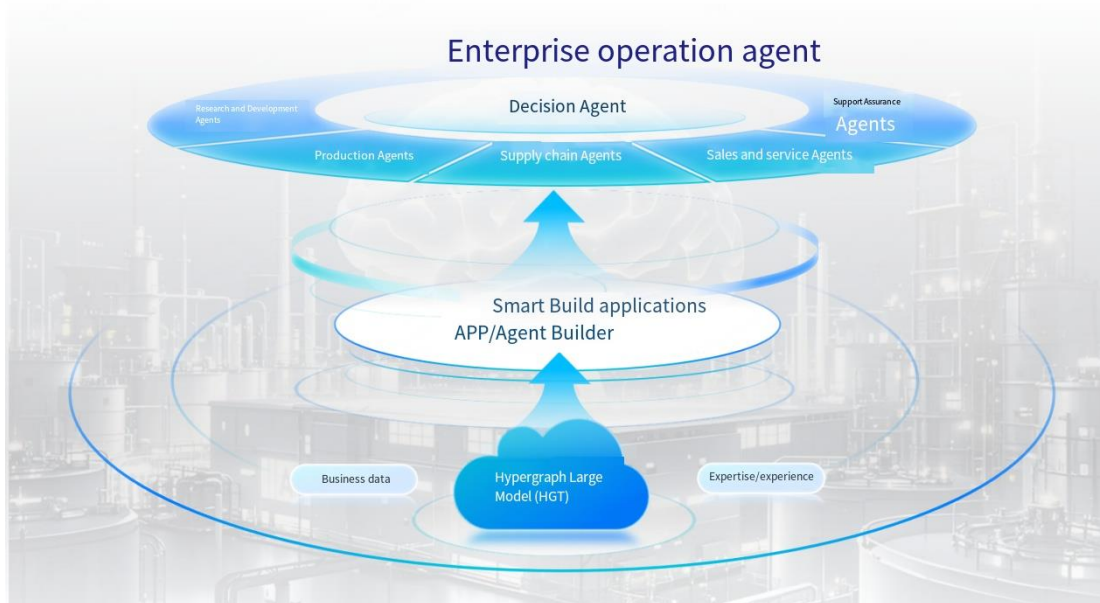 Enterprise operation agent
Decision Agent
Research and Development
Agents
Support Assurance
Agents
Production Agents
Supply chain Agents
Sales and service Agents
Smart Build applications
APP/Agent Builder
Business data
Hypergraph Large
Model (HGT)
Expertise/experience